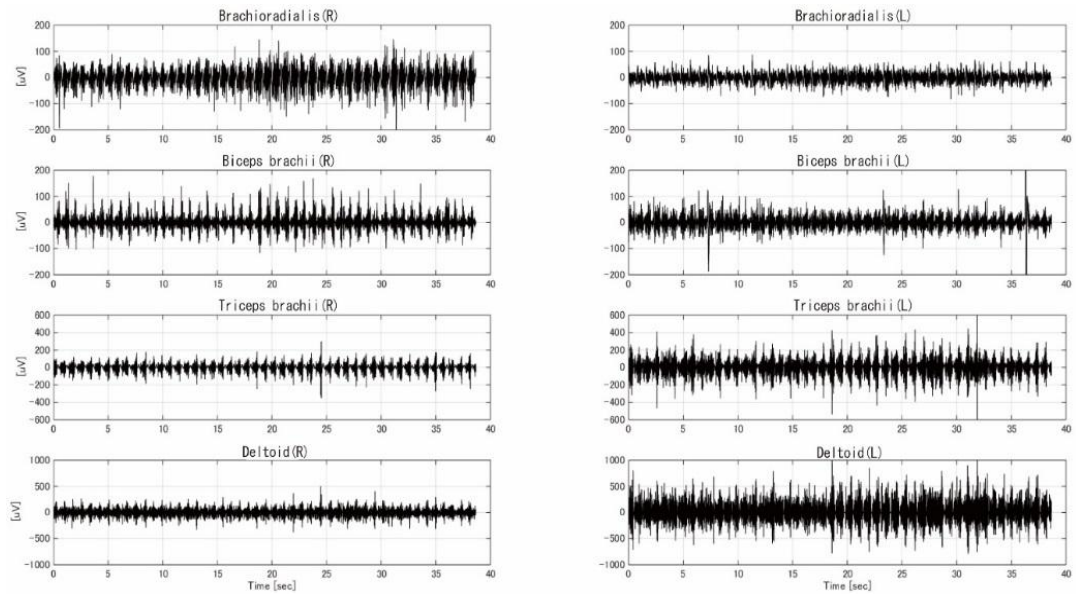 Brachioradialis(R)
200
100
0
-100
-200
[uV]
0 5 10 15 20 25 30 35 40
Biceps brachii(R)
200
100
0
-100
-200
[uV]
0 5 10 15 20 25 30 35 40
Triceps brachii(R)
600
400
200
0
-200
-400
-600
[uV]
0 5 10 15 20 25 30 35 40
Deltoid(R)
1000
500
0
-500
-1000
[uV]
0 5 10 15 20 25 30 35 40
Time [sec]
Brachioradialis(L)
200
100
0
-100
-200
0 5 10 15 20 25 30 35 40
Biceps brachii(L)
200
100
0
-100
-200
0 5 10 15 20 25 30 35 40
Triceps brachii(L)
600
400
200
0
-200
-400
-600
0 5 10 15 20 25 30 35 40
Deltoid(L)
1000
500
0
-500
-1000
0 5 10 15 20 25 30 35 40
Time [sec]